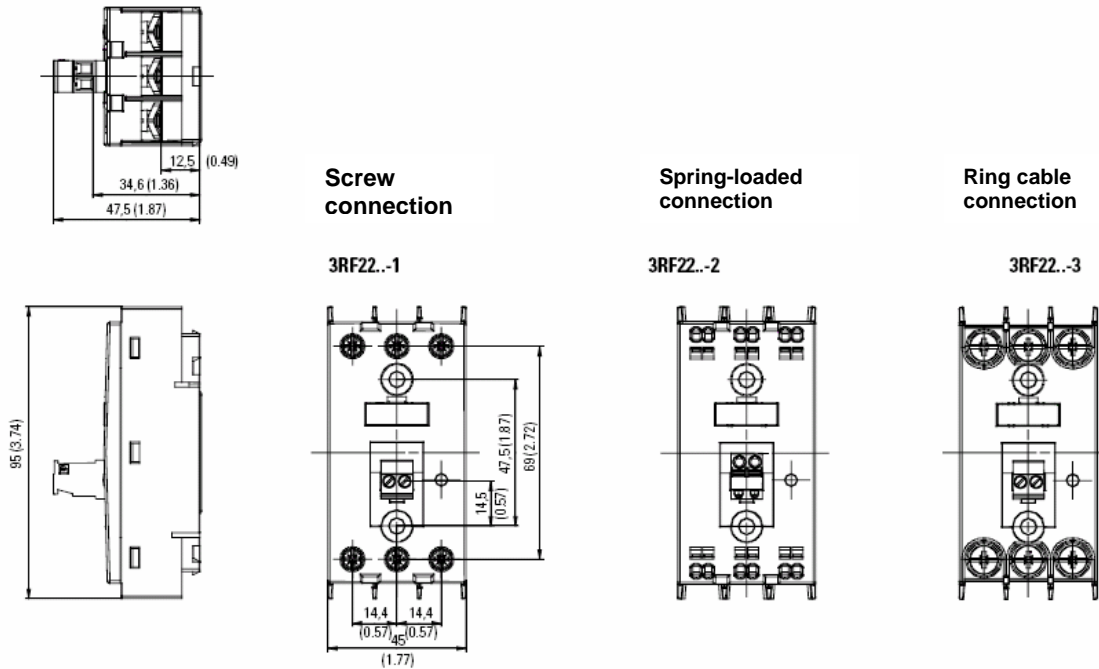 12,5 (0.49)
34,6 (1.36)
47,5 (1.87)
Screw
connection
Spring-loaded
connection
Ring cable
connection
3RF22..-1
3RF22..-2
3RF22..-3
95 (3.74)
14,5
(0.57)
47,5 (1.87)
69 (2.72)
14,4
(0.57)
14,4
(0.57)
45
(1.77)